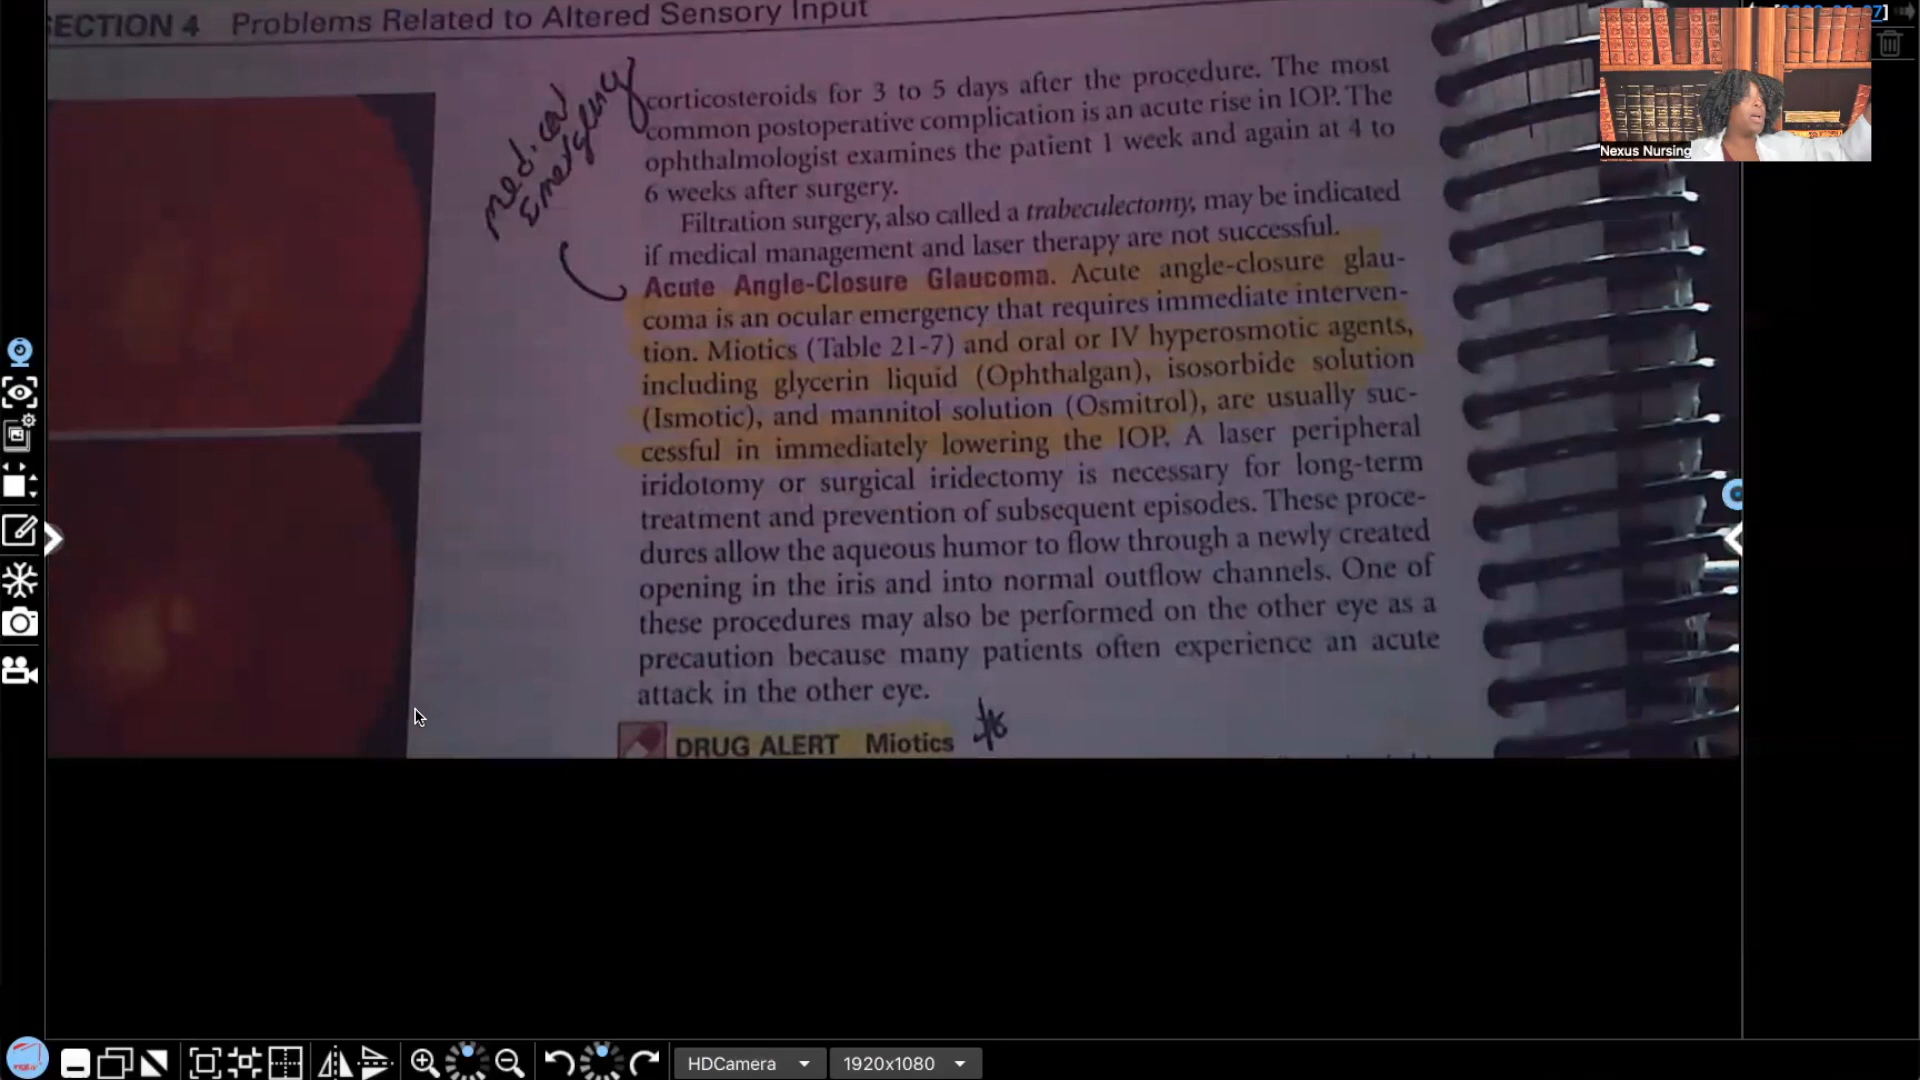 SECTION 4 Problems Related to Altered Sensory Input
Medical
Emergency
corticosteroids for 3 to 5 days after the procedure. The most
common postoperative complication is an acute rise in IOP. The
ophthalmologist examines the patient 1 week and again at 4 to
6 weeks after surgery.
Filtration surgery, also called a trabeculectomy, may be indicated
if medical management and laser therapy are not successful.
Acute Angle-Closure Glaucoma. Acute angle-closure glau-
coma is an ocular emergency that requires immediate interven-
tion. Miotics (Table 21-7) and oral or IV hyperosmotic agents,
including glycerin liquid (Ophthalgan), isosorbide solution
(Ismotic), and mannitol solution (Osmitrol), are usually suc-
cessful in immediately lowering the IOP. A laser peripheral
iridotomy or surgical iridectomy is necessary for long-term
treatment and prevention of subsequent episodes. These proce-
dures allow the aqueous humor to flow through a newly created
opening in the iris and into normal outflow channels. One of
these procedures may also be performed on the other eye as a
precaution because many patients often experience an acute
attack in the other eye.
DRUG ALERT Miotics
Nexus Nursing
HDCamera
1920x1080